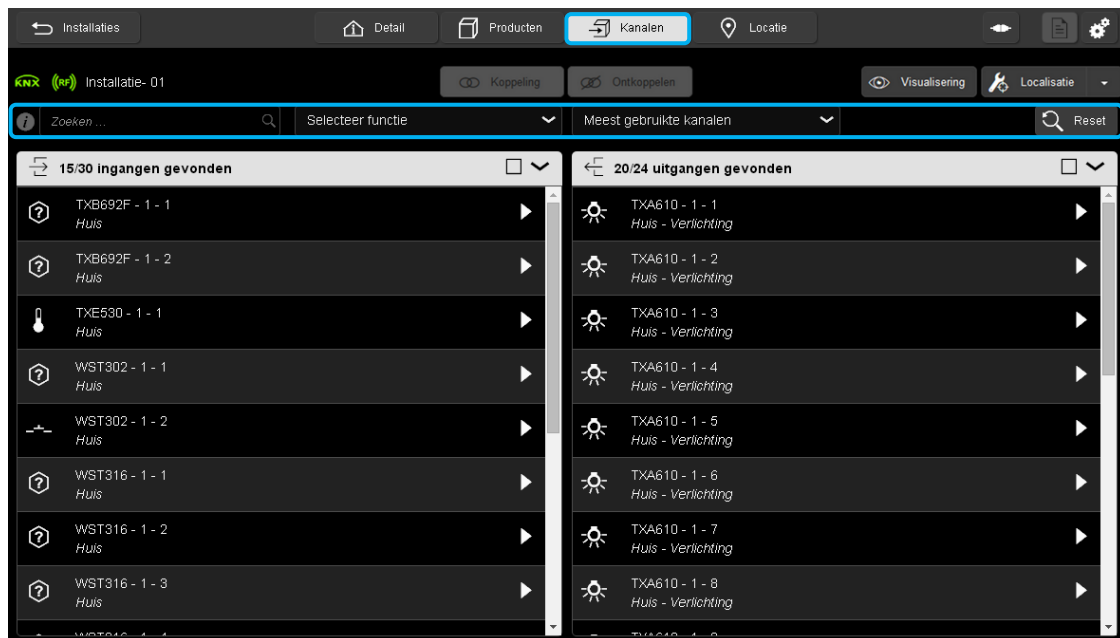 Installaties
Detail
Producten
Kanalen
Locatie
KNX RF Installatie- 01
Koppeling
Ontkoppelen
Visualisering
Localisatie
Zoeken ...
Selecteer functie
Meest gebruikte kanalen
Reset
15/30 ingangen gevonden
TXB692F - 1 - 1
Huis
TXB692F - 1 - 2
Huis
TXE530 - 1 - 1
Huis
WST302 - 1 - 1
Huis
WST302 - 1 - 2
Huis
WST316 - 1 - 1
Huis
WST316 - 1 - 2
Huis
WST316 - 1 - 3
Huis
20/24 uitgangen gevonden
TXA610 - 1 - 1
Huis - Verlichting
TXA610 - 1 - 2
Huis - Verlichting
TXA610 - 1 - 3
Huis - Verlichting
TXA610 - 1 - 4
Huis - Verlichting
TXA610 - 1 - 5
Huis - Verlichting
TXA610 - 1 - 6
Huis - Verlichting
TXA610 - 1 - 7
Huis - Verlichting
TXA610 - 1 - 8
Huis - Verlichting